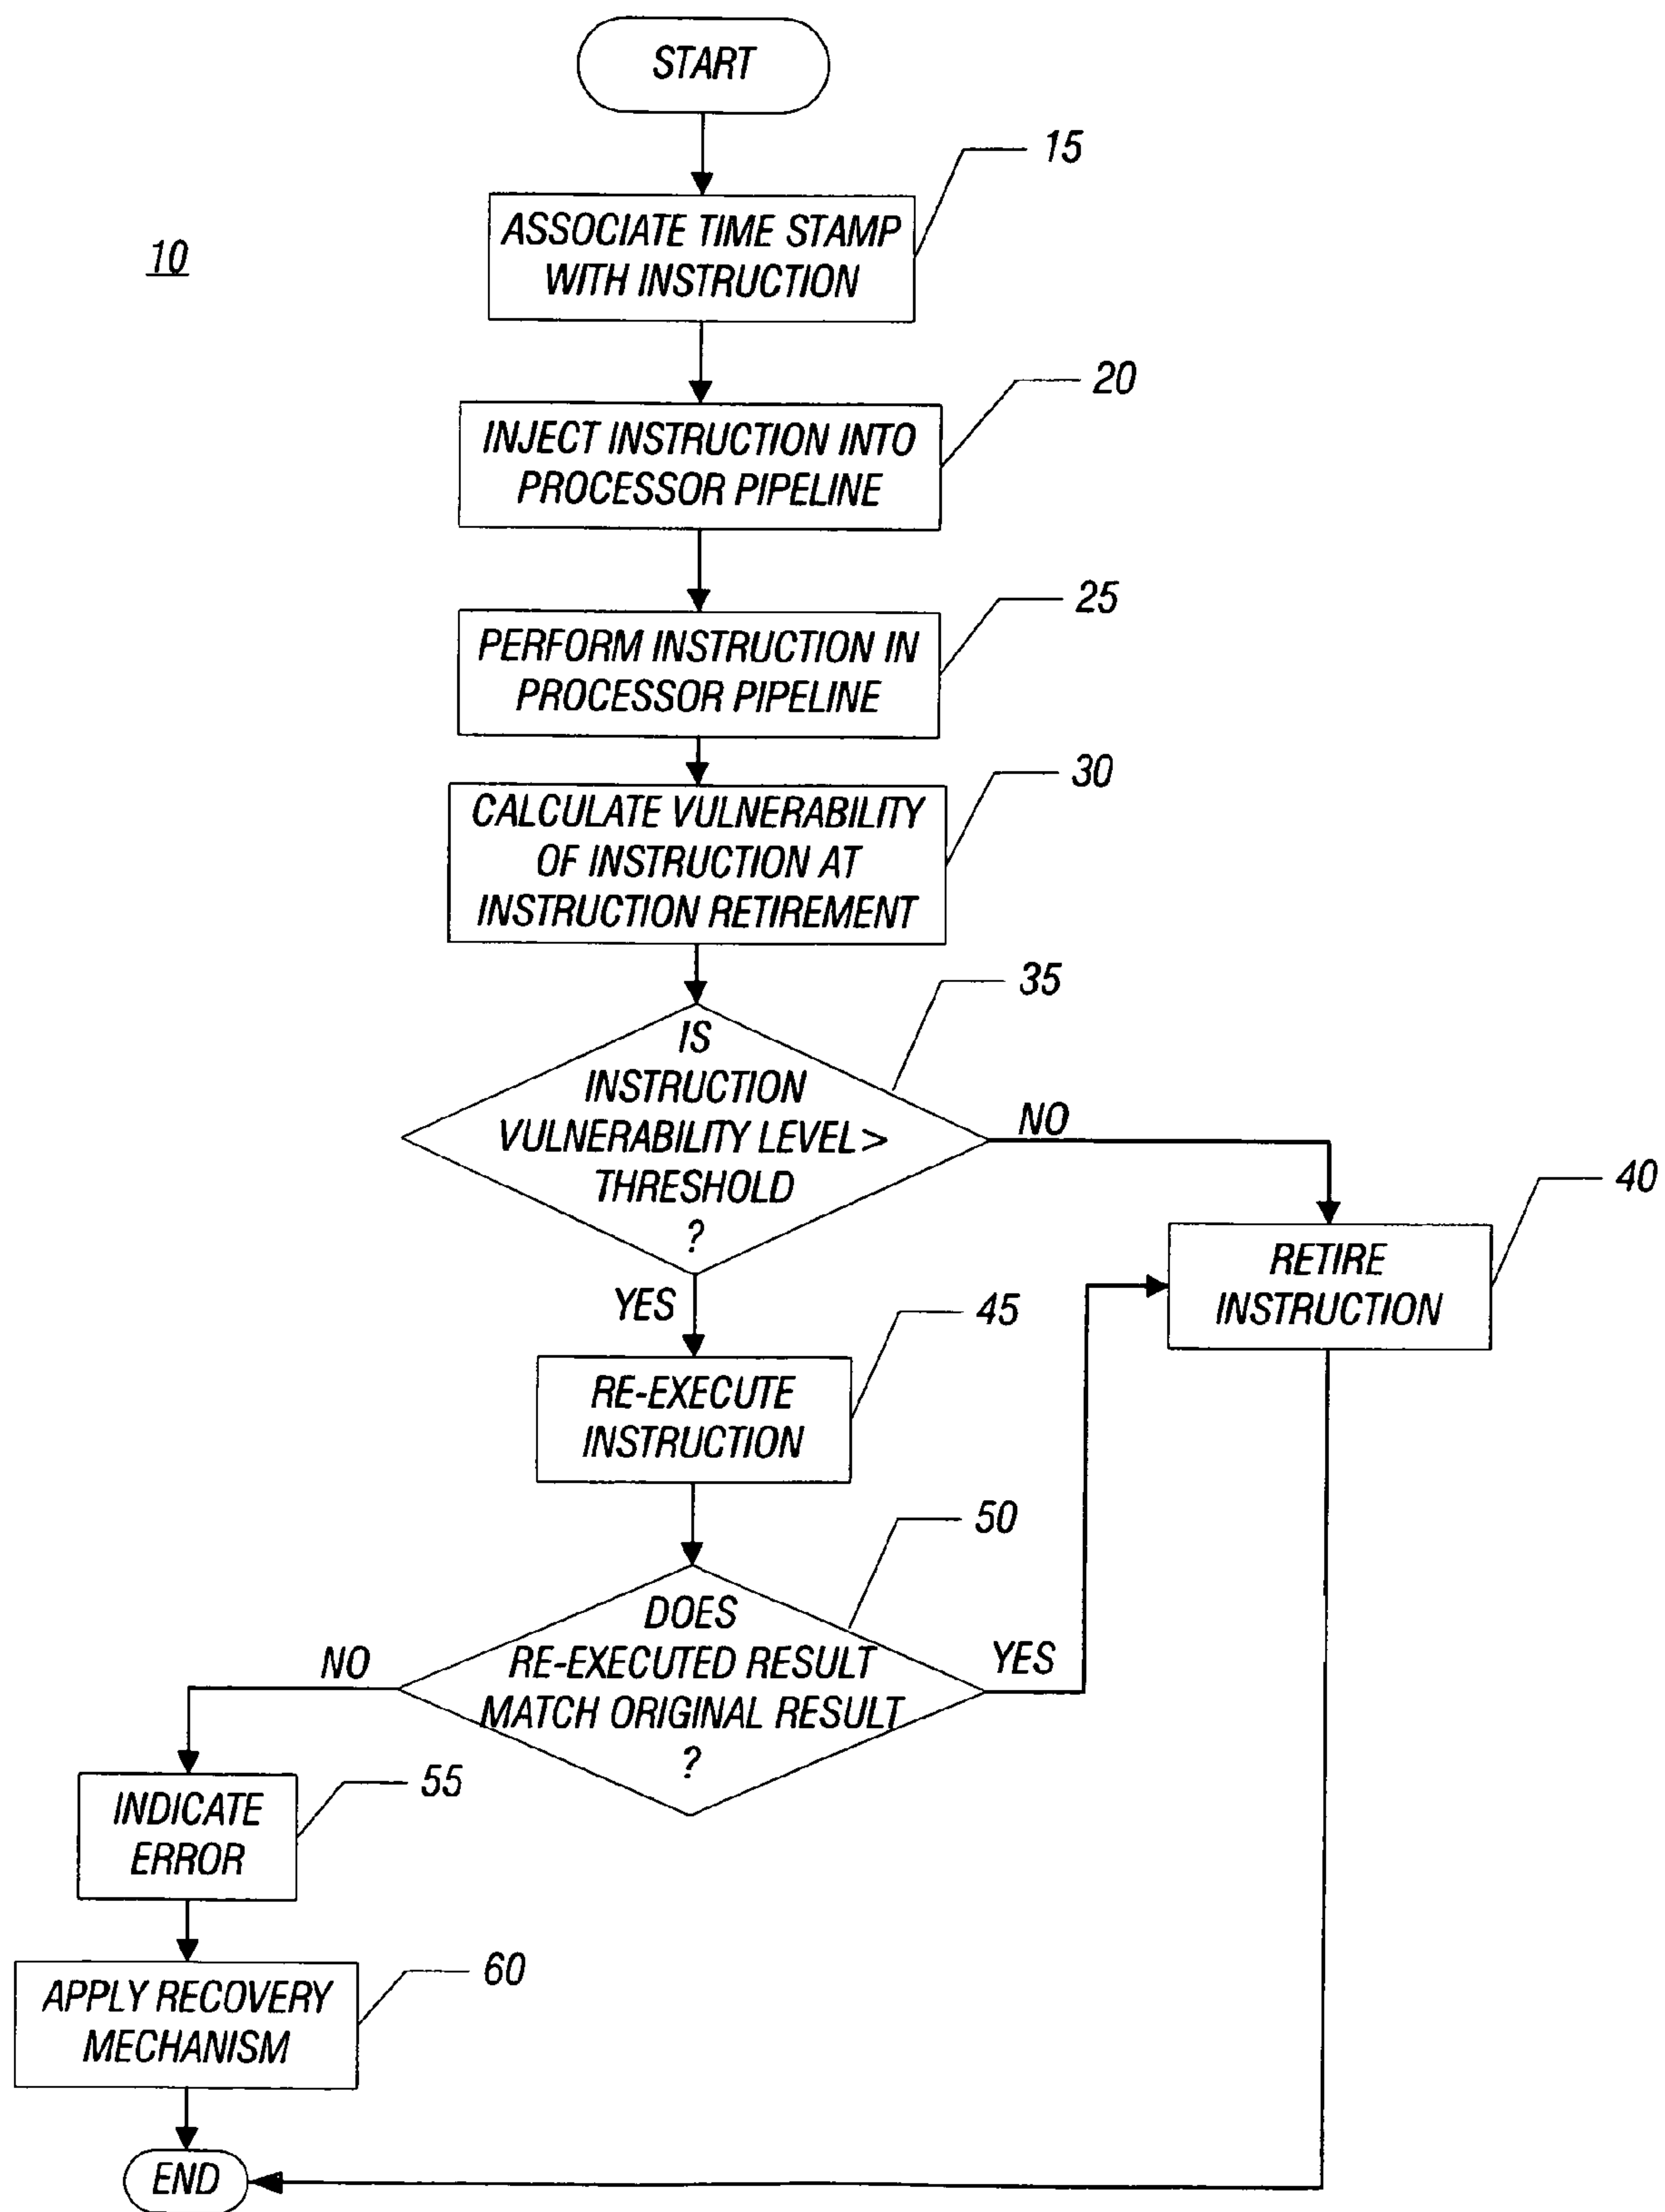 START
15
10
ASSOCIATE TIME STAMP
WITH INSTRUCTION
20
INJECT INSTRUCTION INTO
PROCESSOR PIPELINE
25
PERFORM INSTRUCTION IN
PROCESSOR PIPELINE
30
CALCULATE VULNERABILITY
OF INSTRUCTION AT
INSTRUCTION RETIREMENT
35
IS
INSTRUCTION
VULNERABILITY LEVEL >
THRESHOLD
?
NO
40
RETIRE
INSTRUCTION
YES
45
RE-EXECUTE
INSTRUCTION
50
DOES
RE-EXECUTED RESULT
MATCH ORIGINAL RESULT
?
NO
YES
55
INDICATE
ERROR
60
APPLY RECOVERY
MECHANISM
END